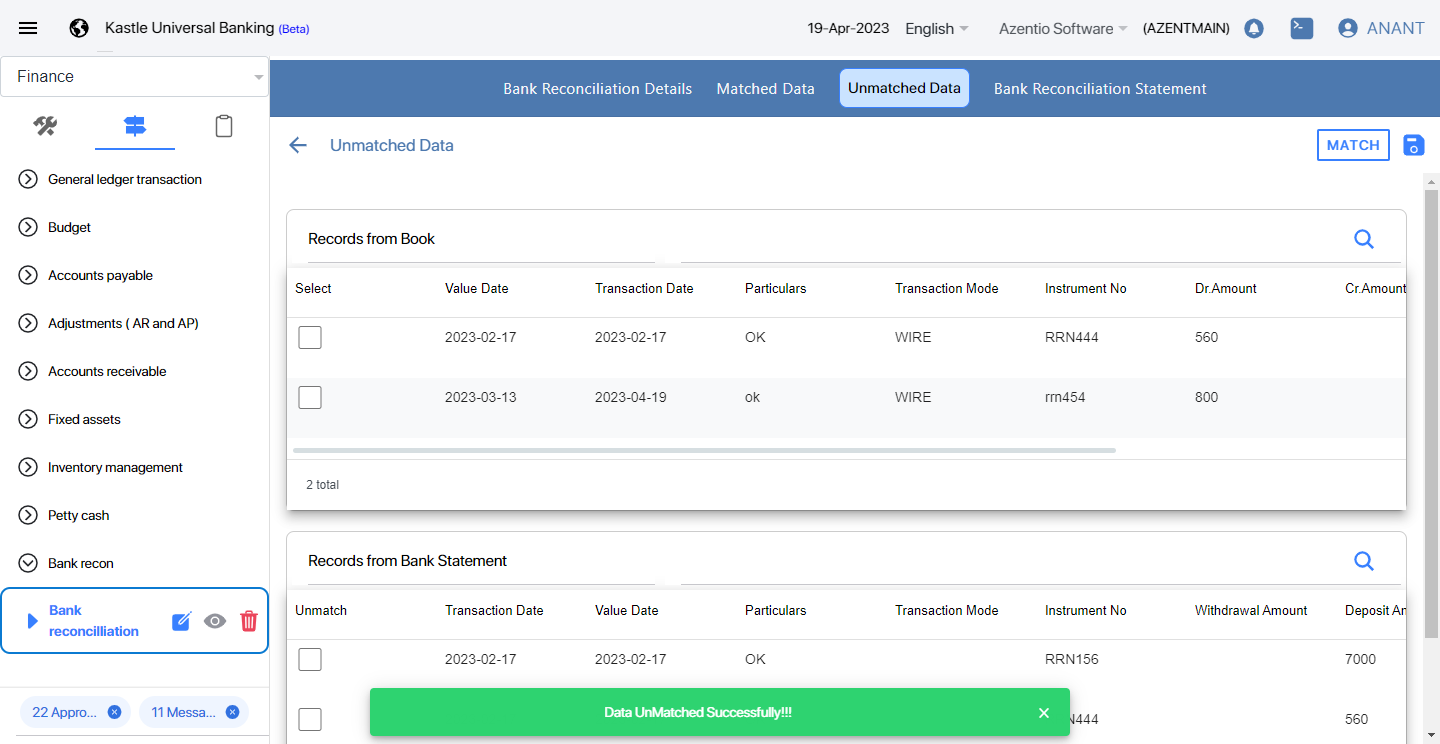 Kastle Universal Banking (Beta)
19-Apr-2023 English Azentio Software (AZENTMAIN) ANANT
Finance
Bank Reconciliation Details Matched Data Unmatched Data Bank Reconciliation Statement
Unmatched Data MATCH
General ledger transaction
Budget
Accounts payable
Adjustments ( AR and AP)
Accounts receivable
Fixed assets
Inventory management
Petty cash
Bank recon
Bank
reconcilliation
22 Appro... 11 Messa...
Records from Book
Select Value Date Transaction Date Particulars Transaction Mode Instrument No Dr.Amount Cr.Amount
2023-02-17 2023-02-17 OK WIRE RRN444 560
2023-03-13 2023-04-19 ok WIRE rrn454 800
2 total
Records from Bank Statement
Unmatch Transaction Date Value Date Particulars Transaction Mode Instrument No Withdrawal Amount Deposit
2023-02-17 2023-02-17 OK RRN156 7000
N444 560
Data UnMatched Successfully!!!